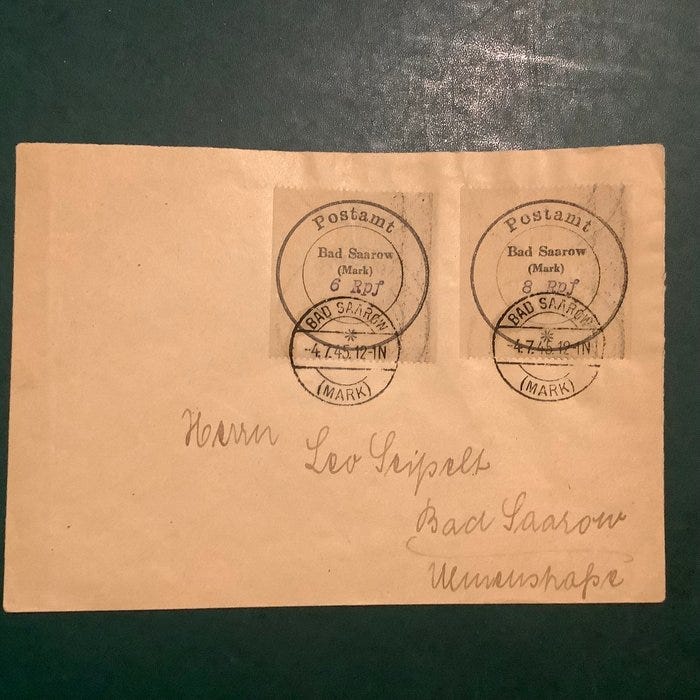 Postamt
Bad Saarow
(Mark)
6 Rpf
BAD SAAROW
-4.7.45.12-1N
(MARK)
Postamt
Bad Saarow
(Mark)
8 Rpf
BAD SAAROW
-4.7.45.12-1N
(MARK)
Herrn
Leo Seipelt
Bad Saarow
Ulmenstraße